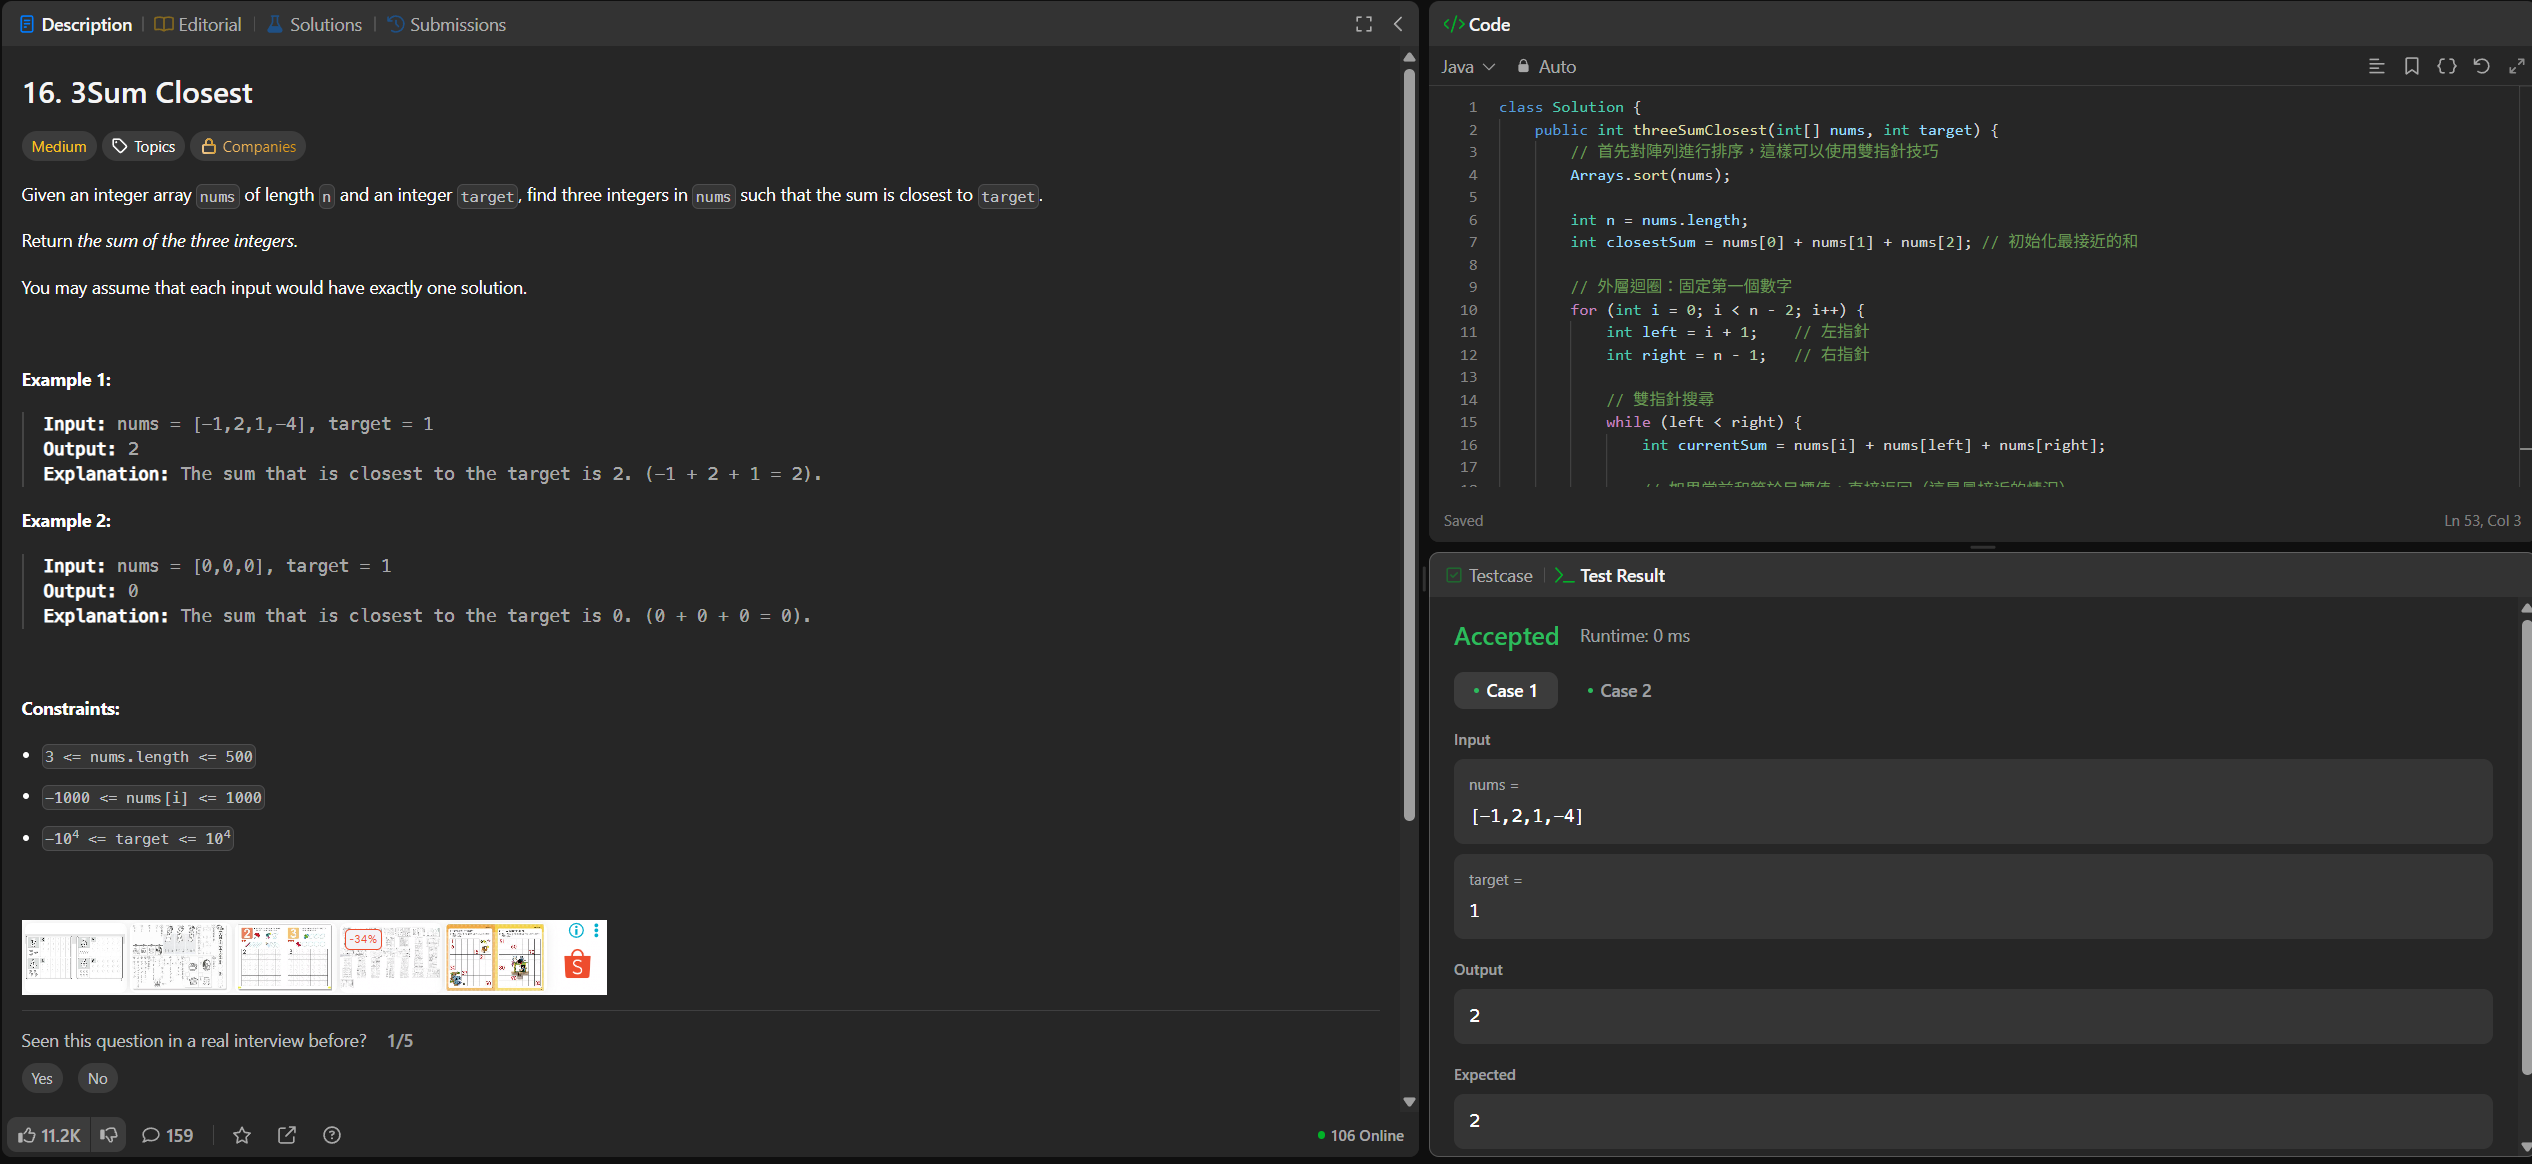 Description
Editorial
Solutions
Submissions
16. 3Sum Closest
Medium
Topics
Companies
Given an integer array nums of length n and an integer target, find three integers in nums such that the sum is closest to target.
Return the sum of the three integers.
You may assume that each input would have exactly one solution.
Example 1:
Input: nums = [-1,2,1,-4], target = 1
Output: 2
Explanation: The sum that is closest to the target is 2. (-1 + 2 + 1 = 2).
Example 2:
Input: nums = [0,0,0], target = 1
Output: 0
Explanation: The sum that is closest to the target is 0. (0 + 0 + 0 = 0).
Constraints:
3 <= nums.length <= 500
-1000 <= nums[i] <= 1000
-10⁴ <= target <= 10⁴
-34%
Seen this question in a real interview before? 1/5
Yes
No
11.2K
159
106 Online
</> Code
Java
Auto
1 class Solution {
2 public int threeSumClosest(int[] nums, int target) {
3 // 首先對陣列進行排序，這樣可以使用雙指針技巧
4 Arrays.sort(nums);
5
6 int n = nums.length;
7 int closestSum = nums[0] + nums[1] + nums[2]; // 初始化最接近的和
8
9 // 外層迴圈：固定第一個數字
10 for (int i = 0; i < n - 2; i++) {
11 int left = i + 1; // 左指針
12 int right = n - 1; // 右指針
13
14 // 雙指針搜尋
15 while (left < right) {
16 int currentSum = nums[i] + nums[left] + nums[right];
17
Saved
Ln 53, Col 3
Testcase
Test Result
Accepted
Runtime: 0 ms
Case 1
Case 2
Input
nums =
[-1,2,1,-4]
target =
1
Output
2
Expected
2